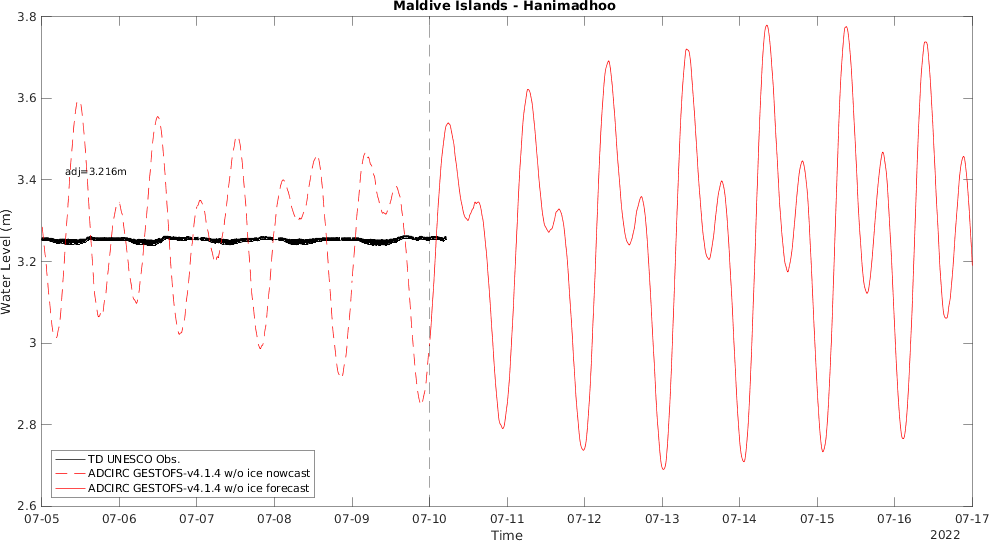 Maldive Islands - Hanimadhoo
3.8
3.6
3.4
3.2
3
2.8
2.6
Water Level (m)
adj=3.216m
TD UNESCO Obs.
ADCIRC GESTOFS-v4.1.4 w/o ice nowcast
ADCIRC GESTOFS-v4.1.4 w/o ice forecast
07-05 07-06 07-07 07-08 07-09 07-10 07-11 07-12 07-13 07-14 07-15 07-16 07-17
Time
2022